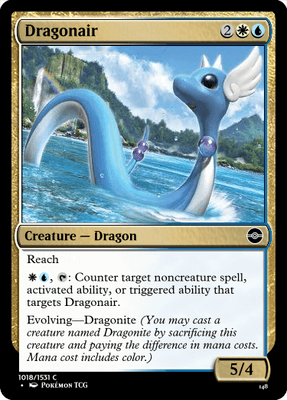 Dragonair 2
Creature — Dragon
Reach
, : Counter target noncreature spell,
activated ability, or triggered ability that
targets Dragonair.
Evolving—Dragonite (You may cast a
creature named Dragonite by sacrificing this
creature and paying the difference in mana costs.
Mana cost includes color.)
5/4
1018/1531 C
• Pokémon TCG
148